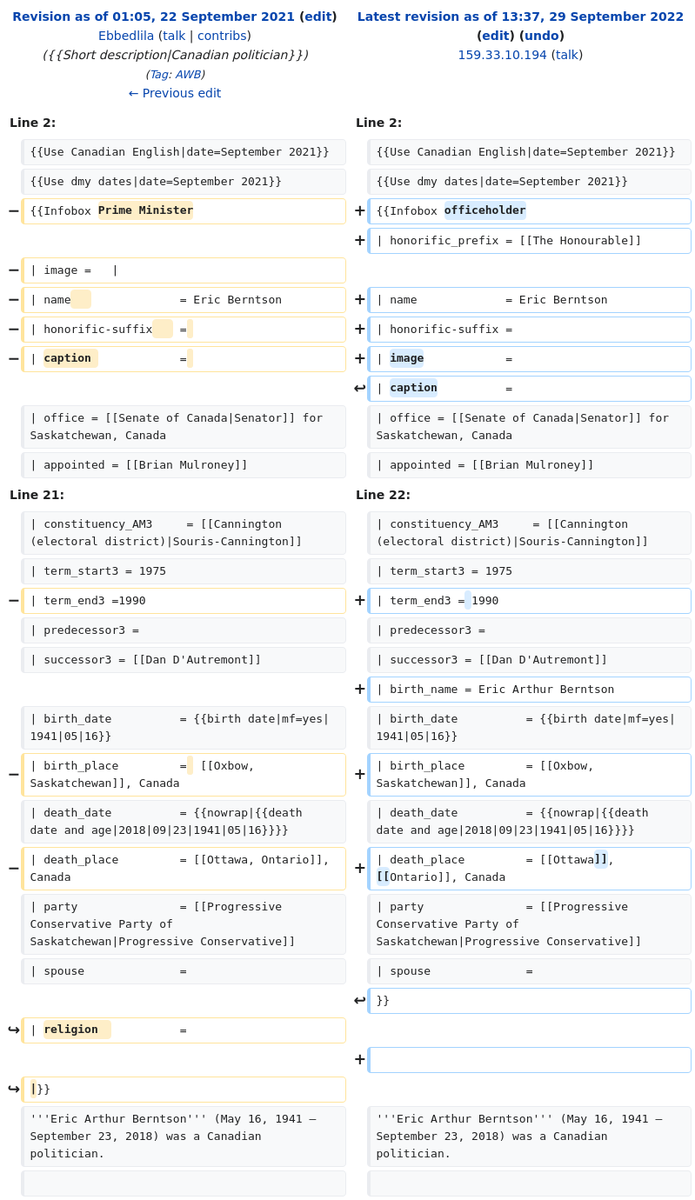 Revision as of 01:05, 22 September 2021 (edit)
Ebbedlila (talk | contribs)
({{Short description|Canadian politician}})
(Tag: AWB)
← Previous edit
Latest revision as of 13:37, 29 September 2022
(edit) (undo)
159.33.10.194 (talk)
Line 2:
Line 2:
{{Use Canadian English|date=September 2021}}
{{Use Canadian English|date=September 2021}}
{{Use dmy dates|date=September 2021}}
{{Use dmy dates|date=September 2021}}
− {{Infobox Prime Minister
+ {{Infobox officeholder
+ | honorific_prefix = [[The Honourable]]
− | image =   |
− | name                = Eric Berntson
+ | name             = Eric Berntson
− | honorific-suffix    =
+ | honorific-suffix =
− | caption             =
+ | image            =
↩ | caption          =
| office = [[Senate of Canada|Senator]] for
Saskatchewan, Canada
| office = [[Senate of Canada|Senator]] for
Saskatchewan, Canada
| appointed = [[Brian Mulroney]]
| appointed = [[Brian Mulroney]]
Line 21:
Line 22:
| constituency_AM3     = [[Cannington
(electoral district)|Souris-Cannington]]
| constituency_AM3     = [[Cannington
(electoral district)|Souris-Cannington]]
| term_start3 = 1975
| term_start3 = 1975
− | term_end3 =1990
+ | term_end3 = 1990
| predecessor3 =
| predecessor3 =
| successor3 = [[Dan D'Autremont]]
| successor3 = [[Dan D'Autremont]]
+ | birth_name = Eric Arthur Berntson
| birth_date          = {{birth date|mf=yes|
1941|05|16}}
| birth_date          = {{birth date|mf=yes|
1941|05|16}}
− | birth_place         =  [[Oxbow,
Saskatchewan]], Canada
+ | birth_place         = [[Oxbow,
Saskatchewan]], Canada
| death_date          = {{nowrap|{{death
date and age|2018|09|23|1941|05|16}}}}
| death_date          = {{nowrap|{{death
date and age|2018|09|23|1941|05|16}}}}
− | death_place         = [[Ottawa, Ontario]],
Canada
+ | death_place         = [[Ottawa]],
[[Ontario]], Canada
| party               = [[Progressive
Conservative Party of
Saskatchewan|Progressive Conservative]]
| party               = [[Progressive
Conservative Party of
Saskatchewan|Progressive Conservative]]
| spouse              =
| spouse              =
↩ }}
↪ | religion            =
+
↪ |}}
'''Eric Arthur Berntson''' (May 16, 1941 –
September 23, 2018) was a Canadian
politician.
'''Eric Arthur Berntson''' (May 16, 1941 –
September 23, 2018) was a Canadian
politician.